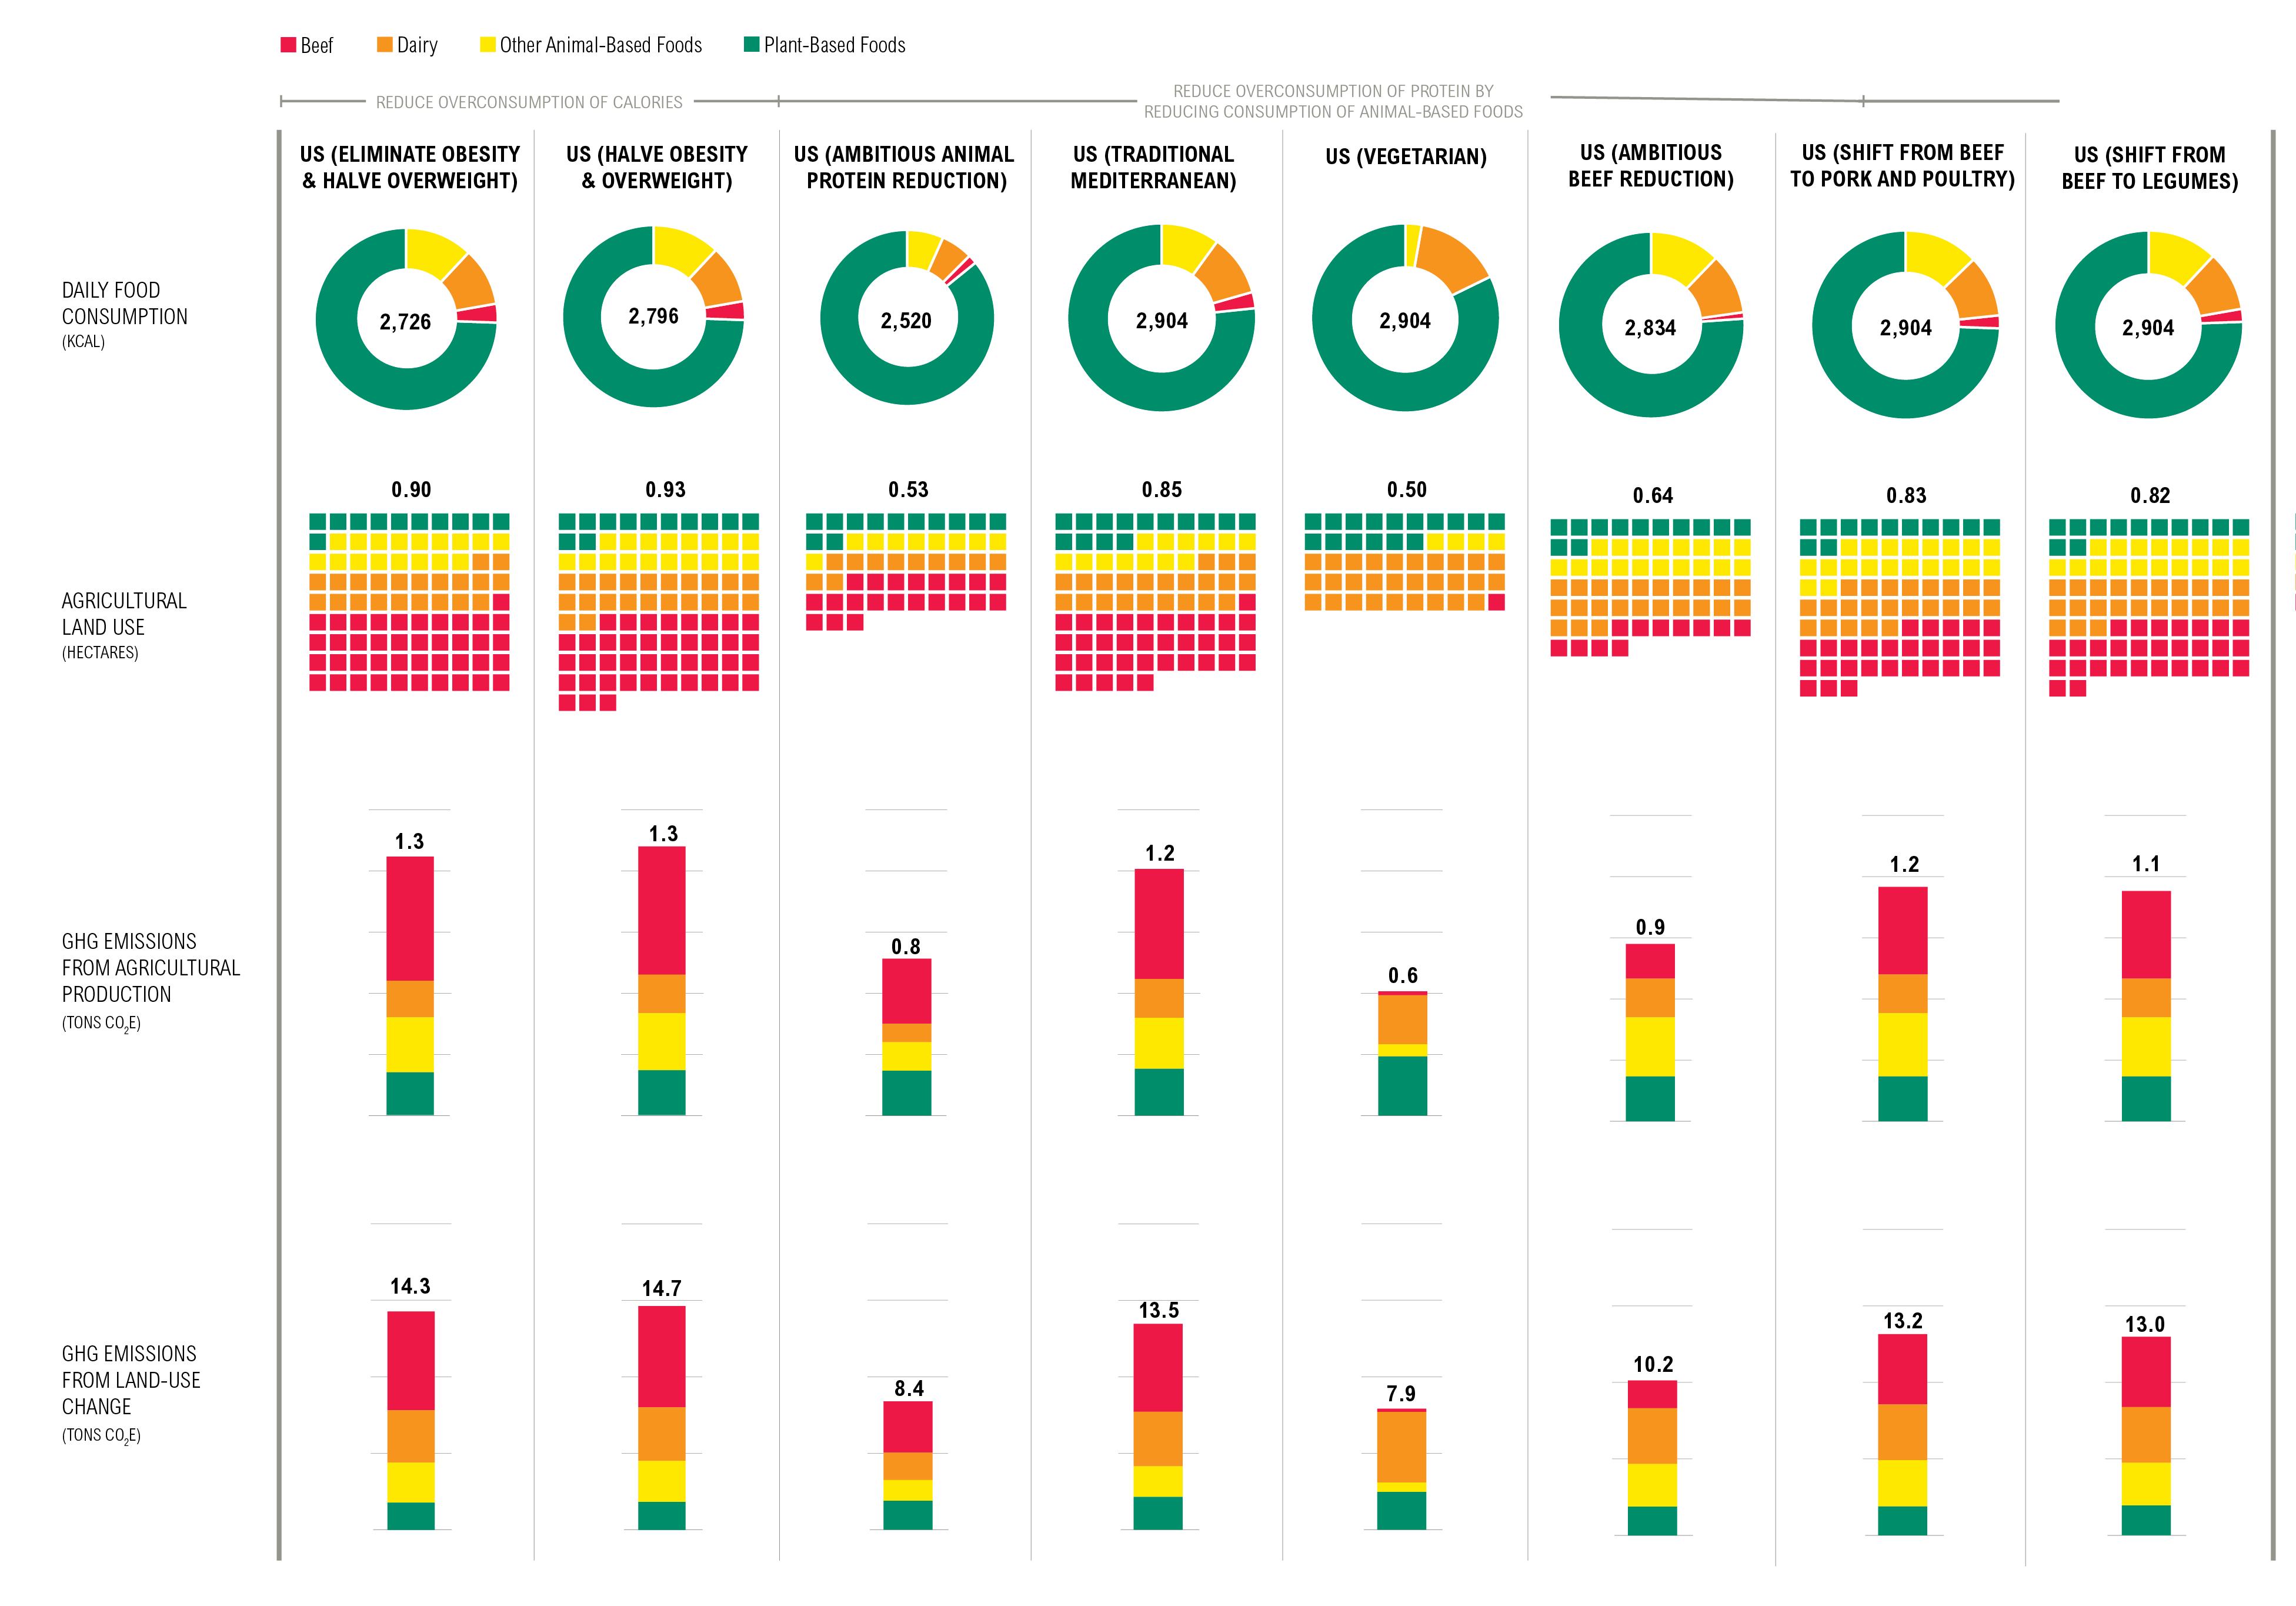 Beef Dairy Other Animal-Based Foods Plant-Based Foods
REDUCE OVERCONSUMPTION OF CALORIES
REDUCE OVERCONSUMPTION OF PROTEIN BY
REDUCING CONSUMPTION OF ANIMAL-BASED FOODS
US (ELIMINATE OBESITY
& HALVE OVERWEIGHT)
US (HALVE OBESITY
& OVERWEIGHT)
US (AMBITIOUS ANIMAL
PROTEIN REDUCTION)
US (TRADITIONAL
MEDITERRANEAN)
US (VEGETARIAN)
US (AMBITIOUS
BEEF REDUCTION)
US (SHIFT FROM BEEF
TO PORK AND POULTRY)
US (SHIFT FROM
BEEF TO LEGUMES)
DAILY FOOD
CONSUMPTION
(KCAL)
2,726 2,796 2,520 2,904 2,904 2,834 2,904 2,904
AGRICULTURAL
LAND USE
(HECTARES)
0.90 0.93 0.53 0.85 0.50 0.64 0.83 0.82
GHG EMISSIONS
FROM AGRICULTURAL
PRODUCTION
(TONS CO₂E)
1.3 1.3 0.8 1.2 0.6 0.9 1.2 1.1
GHG EMISSIONS
FROM LAND-USE
CHANGE
(TONS CO₂E)
14.3 14.7 8.4 13.5 7.9 10.2 13.2 13.0